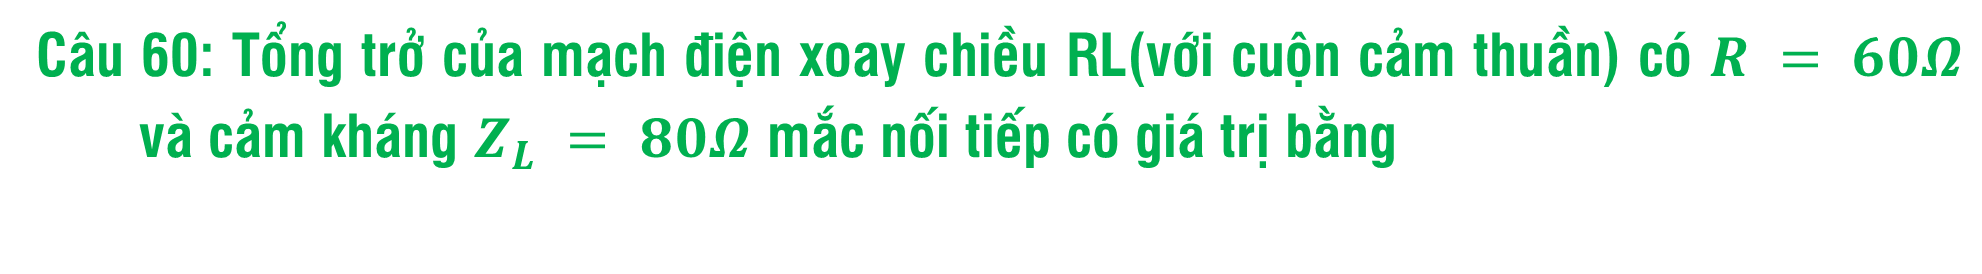 Câu 60: Tổng trở của mạch điện xoay chiều RL(với cuộn cảm thuần) có R = 60Ω
và cảm kháng Z_L = 80Ω mắc nối tiếp có giá trị bằng